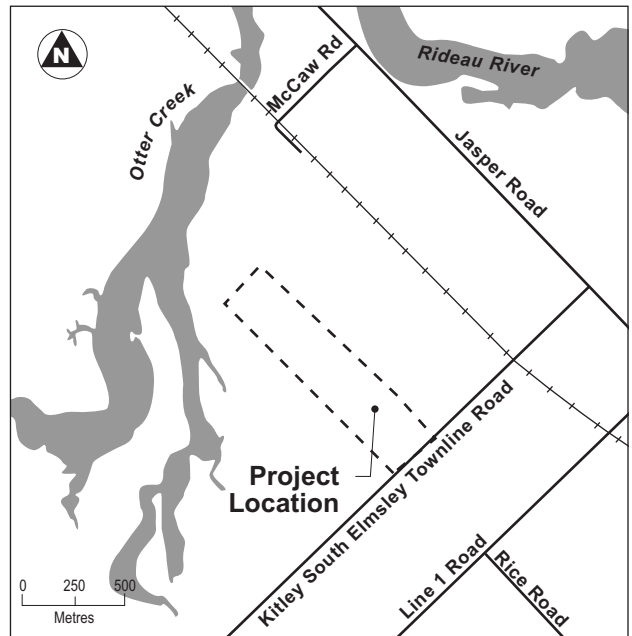 N
McCaw Rd
Rideau River
Otter Creek
Jasper Road
Project
Location
Kitley South Elmsley Townline Road
Line 1 Road
Rice Road
0 250 500
Metres